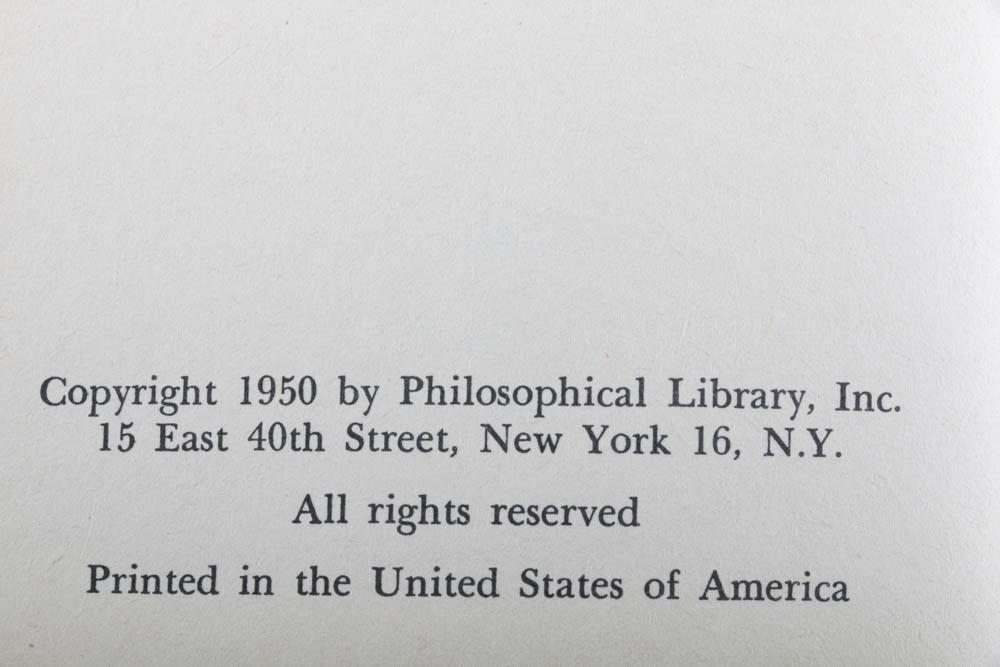 Copyright 1950 by Philosophical Library, Inc.
15 East 40th Street, New York 16, N.Y.
All rights reserved
Printed in the United States of America